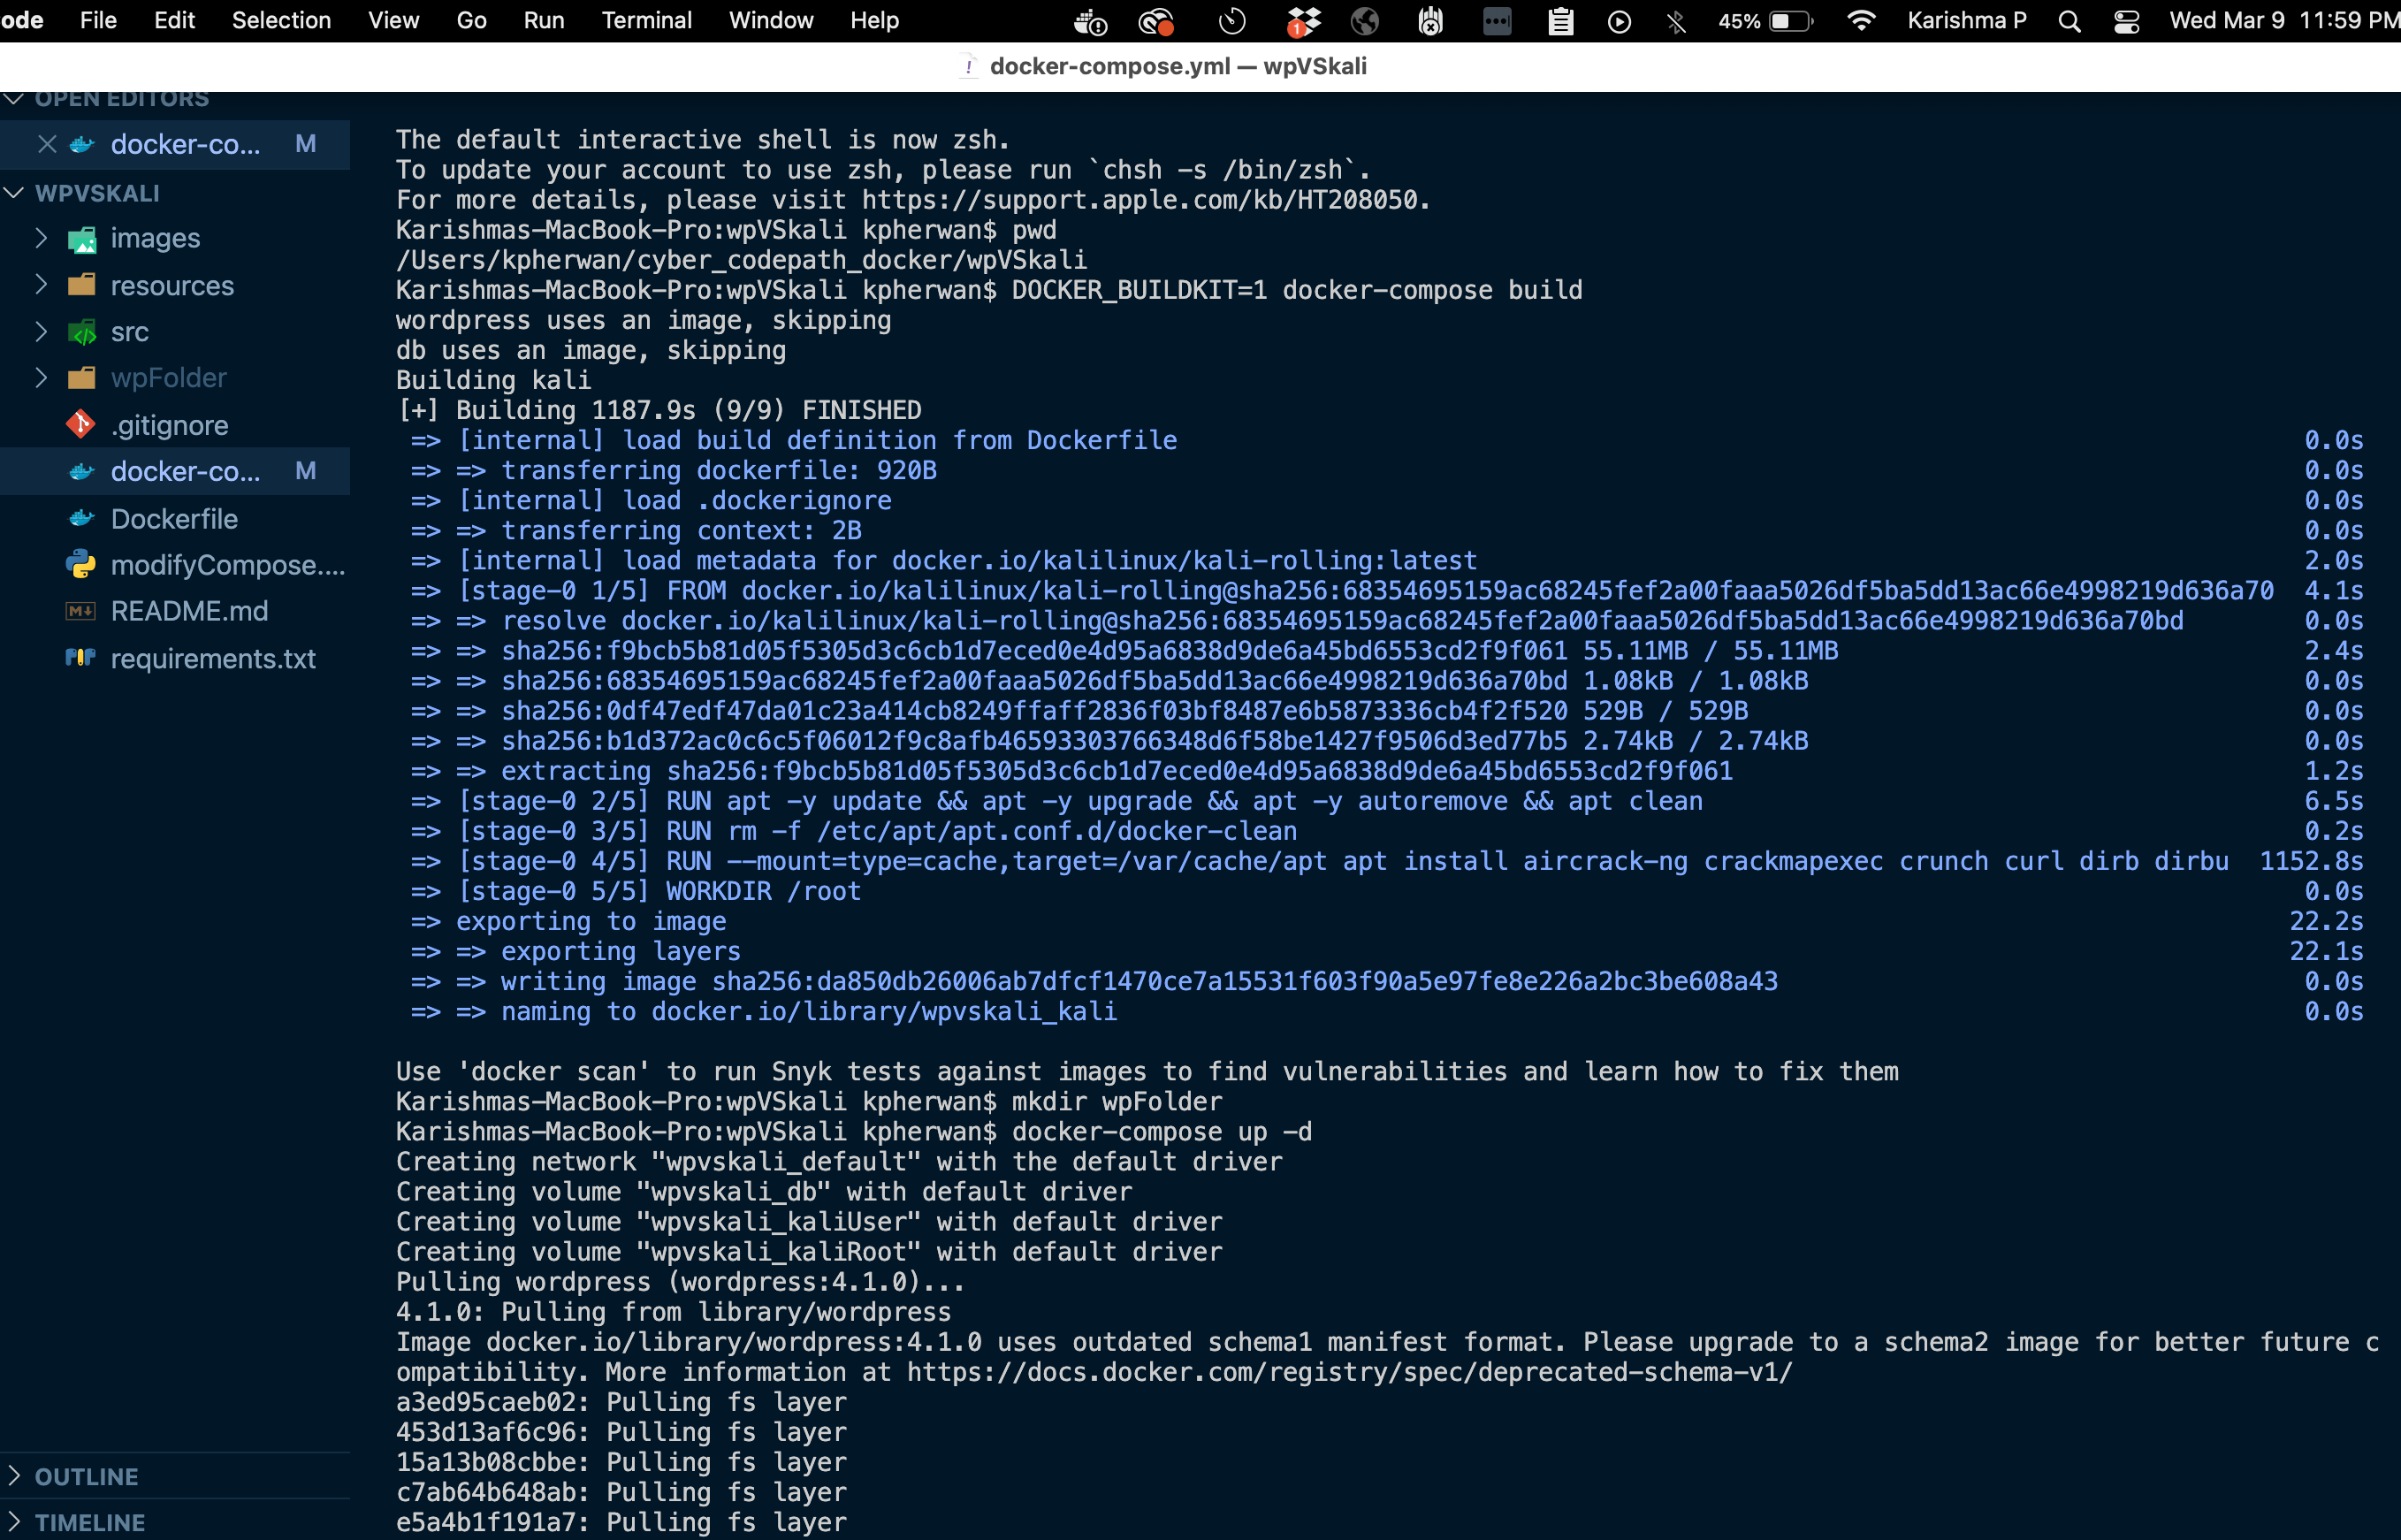 ode File Edit Selection View Go Run Terminal Window Help 1 45% Karishma P Wed Mar 9 11:59 PM
! docker-compose.yml — wpVSkali
OPEN EDITORS
docker-co... M
WPVSKALI
images
resources
src
wpFolder
.gitignore
docker-co... M
Dockerfile
modifyCompose....
README.md
requirements.txt
OUTLINE
TIMELINE
The default interactive shell is now zsh.
To update your account to use zsh, please run `chsh -s /bin/zsh`.
For more details, please visit https://support.apple.com/kb/HT208050.
Karishmas-MacBook-Pro:wpVSkali kpherwan$ pwd
/Users/kpherwan/cyber_codepath_docker/wpVSkali
Karishmas-MacBook-Pro:wpVSkali kpherwan$ DOCKER_BUILDKIT=1 docker-compose build
wordpress uses an image, skipping
db uses an image, skipping
Building kali
[+] Building 1187.9s (9/9) FINISHED
=> [internal] load build definition from Dockerfile 0.0s
=> => transferring dockerfile: 920B 0.0s
=> [internal] load .dockerignore 0.0s
=> => transferring context: 2B 0.0s
=> [internal] load metadata for docker.io/kalilinux/kali-rolling:latest 2.0s
=> [stage-0 1/5] FROM docker.io/kalilinux/kali-rolling@sha256:68354695159ac68245fef2a00faaa5026df5ba5dd13ac66e4998219d636a70 4.1s
=> => resolve docker.io/kalilinux/kali-rolling@sha256:68354695159ac68245fef2a00faaa5026df5ba5dd13ac66e4998219d636a70bd 0.0s
=> => sha256:f9bcb5b81d05f5305d3c6cb1d7eced0e4d95a6838d9de6a45bd6553cd2f9f061 55.11MB / 55.11MB 2.4s
=> => sha256:68354695159ac68245fef2a00faaa5026df5ba5dd13ac66e4998219d636a70bd 1.08kB / 1.08kB 0.0s
=> => sha256:0df47edf47da01c23a414cb8249ffaff2836f03bf8487e6b5873336cb4f2f520 529B / 529B 0.0s
=> => sha256:b1d372ac0c6c5f06012f9c8afb46593303766348d6f58be1427f9506d3ed77b5 2.74kB / 2.74kB 0.0s
=> => extracting sha256:f9bcb5b81d05f5305d3c6cb1d7eced0e4d95a6838d9de6a45bd6553cd2f9f061 1.2s
=> [stage-0 2/5] RUN apt -y update && apt -y upgrade && apt -y autoremove && apt clean 6.5s
=> [stage-0 3/5] RUN rm -f /etc/apt/apt.conf.d/docker-clean 0.2s
=> [stage-0 4/5] RUN --mount=type=cache,target=/var/cache/apt apt install aircrack-ng crackmapexec crunch curl dirb dirbu 1152.8s
=> [stage-0 5/5] WORKDIR /root 0.0s
=> exporting to image 22.2s
=> => exporting layers 22.1s
=> => writing image sha256:da850db26006ab7dfcf1470ce7a15531f603f90a5e97fe8e226a2bc3be608a43 0.0s
=> => naming to docker.io/library/wpvskali_kali 0.0s
Use 'docker scan' to run Snyk tests against images to find vulnerabilities and learn how to fix them
Karishmas-MacBook-Pro:wpVSkali kpherwan$ mkdir wpFolder
Karishmas-MacBook-Pro:wpVSkali kpherwan$ docker-compose up -d
Creating network "wpvskali_default" with the default driver
Creating volume "wpvskali_db" with default driver
Creating volume "wpvskali_kaliUser" with default driver
Creating volume "wpvskali_kaliRoot" with default driver
Pulling wordpress (wordpress:4.1.0)...
4.1.0: Pulling from library/wordpress
Image docker.io/library/wordpress:4.1.0 uses outdated schema1 manifest format. Please upgrade to a schema2 image for better future c
ompatibility. More information at https://docs.docker.com/registry/spec/deprecated-schema-v1/
a3ed95caeb02: Pulling fs layer
453d13af6c96: Pulling fs layer
15a13b08cbbe: Pulling fs layer
c7ab64b648ab: Pulling fs layer
e5a4b1f191a7: Pulling fs layer